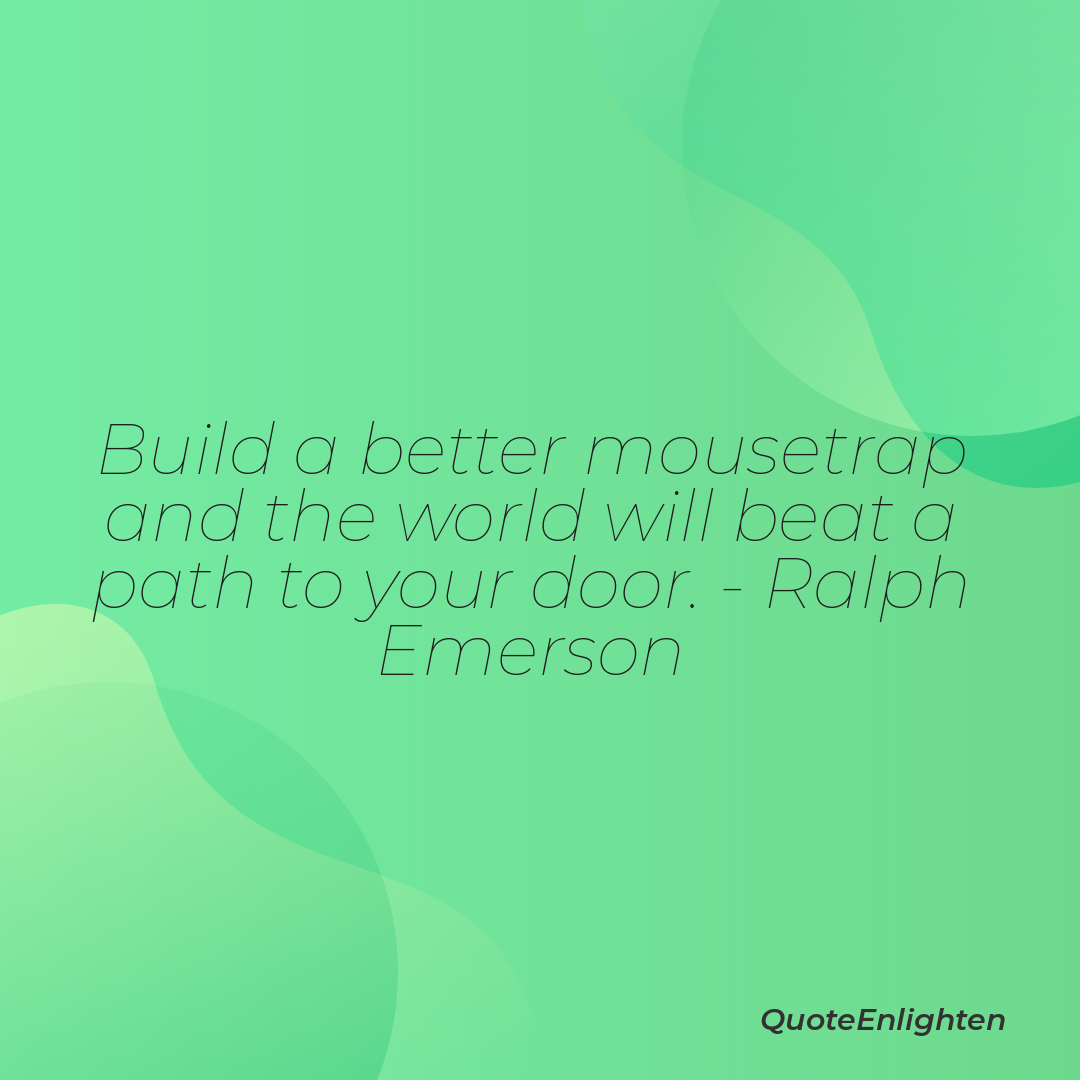 Build a better mousetrap
and the world will beat a
path to your door. - Ralph
Emerson
QuoteEnlighten